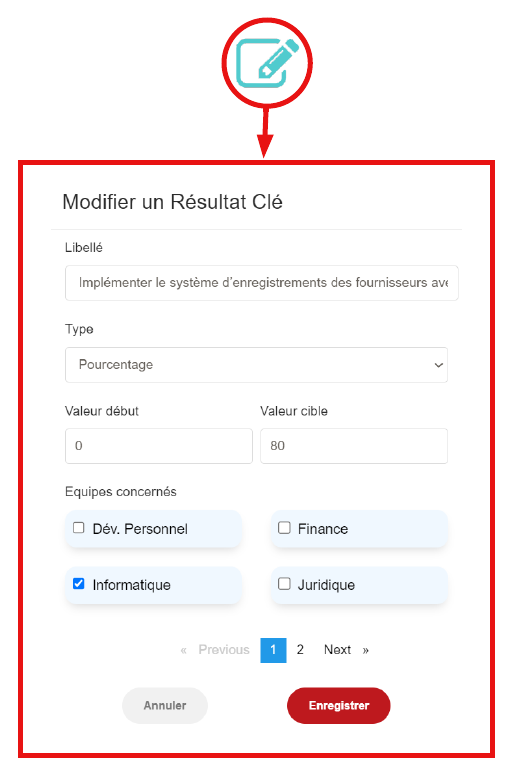 Modifier un Résultat Clé
Libellé
Implémenter le système d'enregistrements des fournisseurs ave
Type
Pourcentage
Valeur début Valeur cible
0 80
Equipes concernés
Dév. Personnel Finance
Informatique Juridique
« Previous 1 2 Next »
Annuler Enregistrer